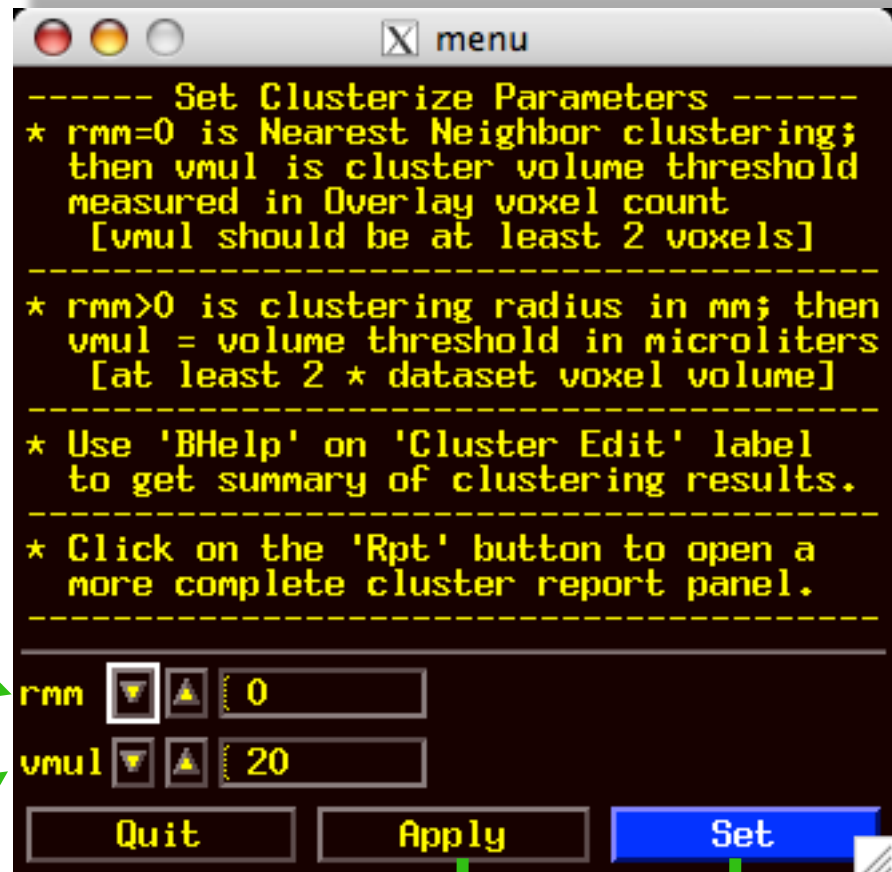 X menu
------ Set Clusterize Parameters ------
* rmm=0 is Nearest Neighbor clustering;
then vmul is cluster volume threshold
measured in Overlay voxel count
[vmul should be at least 2 voxels]
----------------------------------------
* rmm>0 is clustering radius in mm; then
vmul = volume threshold in microliters
[at least 2 * dataset voxel volume]
----------------------------------------
* Use 'BHelp' on 'Cluster Edit' label
to get summary of clustering results.
----------------------------------------
* Click on the 'Rpt' button to open a
more complete cluster report panel.
----------------------------------------
rmm 0
vmul 20
Quit Apply Set